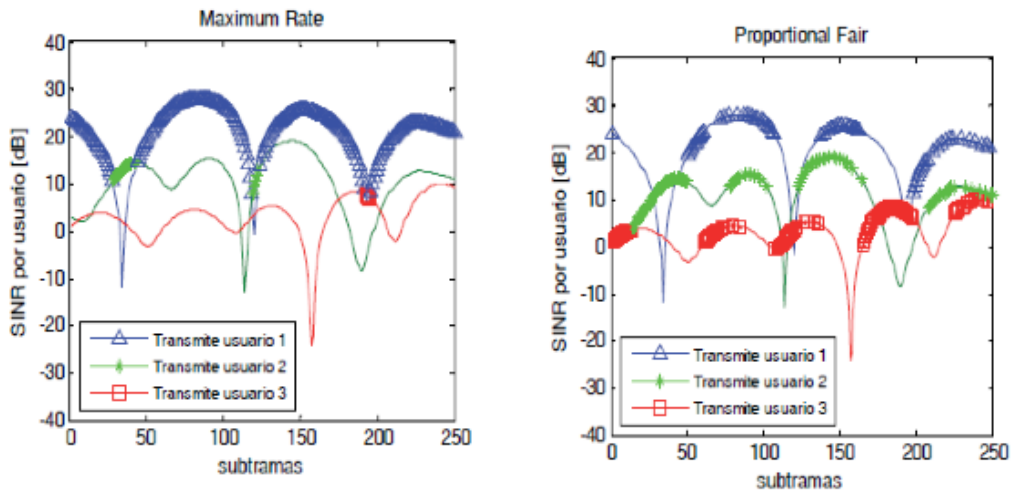 Maximum Rate
SINR por usuario [dB]
40
30
20
10
0
-10
-20
-30
-40
Transmite usuario 1
Transmite usuario 2
Transmite usuario 3
0
50
100
150
200
250
subtramas
Proportional Fair
SINR por usuario [dB]
40
30
20
10
0
-10
-20
-30
-40
Transmite usuario 1
Transmite usuario 2
Transmite usuario 3
0
50
100
150
200
250
subtramas